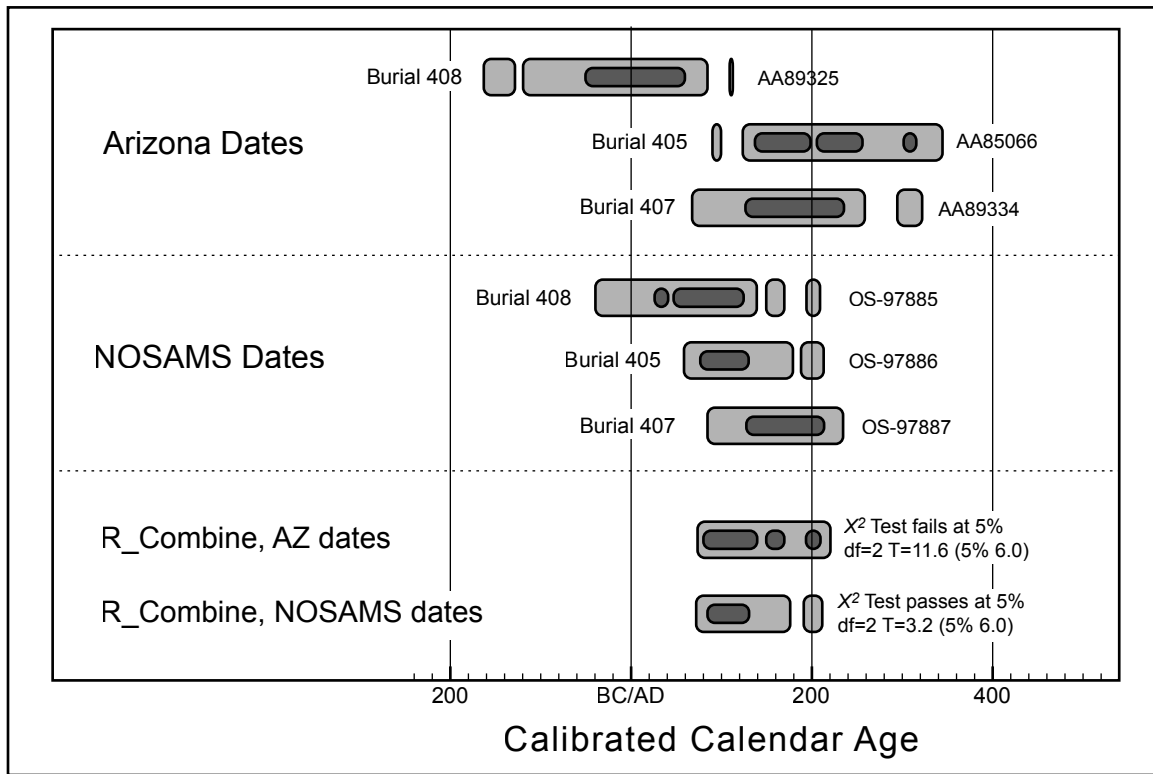 Burial 408 AA89325
Arizona Dates
Burial 405 AA85066
Burial 407 AA89334
Burial 408 OS-97885
NOSAMS Dates
Burial 405 OS-97886
Burial 407 OS-97887
R_Combine, AZ dates
X² Test fails at 5%
df=2 T=11.6 (5% 6.0)
R_Combine, NOSAMS dates
X² Test passes at 5%
df=2 T=3.2 (5% 6.0)
200 BC/AD 200 400
Calibrated Calendar Age